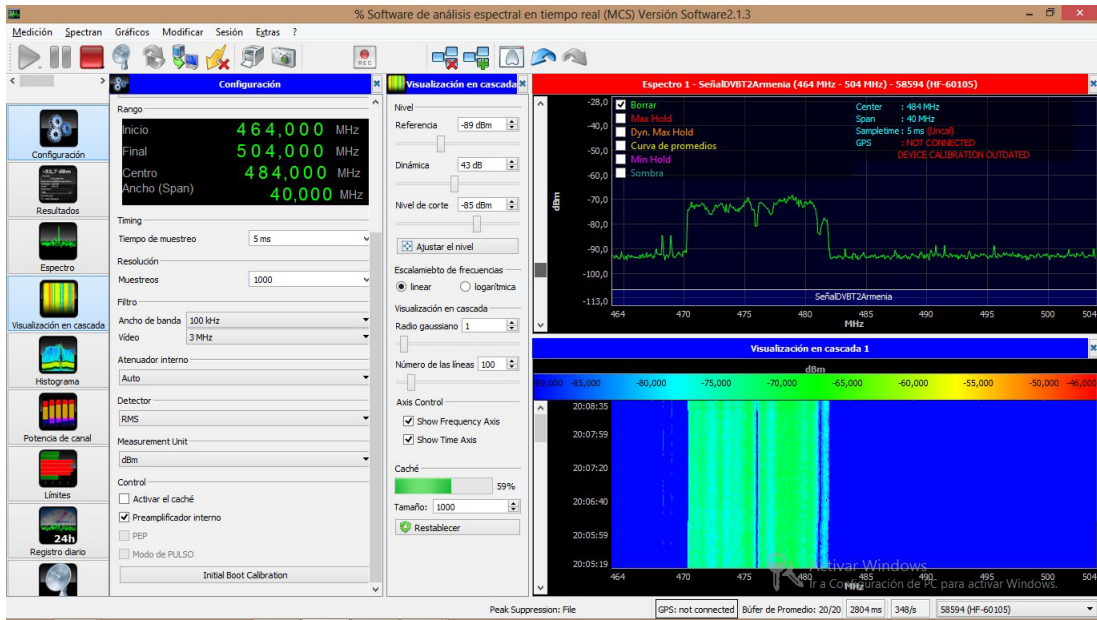 % Software de análisis espectral en tiempo real (MCS) Versión Software2.1.3
Medición Spectran Gráficos Modificar Sesión Extras ?
REC
Configuración
Rango
Inicio 464,000 MHz
Final 504,000 MHz
Centro 484,000 MHz
Ancho (Span) 40,000 MHz
Timing
Tiempo de muestreo 5 ms
Resolución
Muestreos 1000
Filtro
Ancho de banda 100 kHz
Vídeo 3 MHz
Atenuador interno
Auto
Detector
RMS
Measurement Unit
dBm
Control
Activar el caché
Preamplificador interno
PEP
Modo de PULSO
Initial Boot Calibration
Configuración
-23,7 dBm
Resultados
Espectro
Visualización en cascada
Histograma
Potencia de canal
Límites
24h
Registro diario
Visualización en cascada
Nivel
Referencia -89 dBm
Dinámica 43 dB
Nivel de corte -85 dBm
Ajustar el nivel
Escalamiebto de frecuencias
linear logarítmica
Visualización en cascada
Radio gaussiano 1
Número de las líneas 100
Axis Control
Show Frequency Axis
Show Time Axis
Caché
59%
Tamaño: 1000
Restablecer
Espectro 1 - SeñalDVBT2Armenia (464 MHz - 504 MHz) - 58594 (HF-60105)
Borrar
Max Hold
Dyn. Max Hold
Curva de promedios
Min Hold
Sombra
Center : 484 MHz
Span : 40 MHz
Sampletime : 5 ms (Uncal)
GPS : NOT CONNECTED
DEVICE CALIBRATION OUTDATED
dBm
-28,0
-40,0
-50,0
-60,0
-70,0
-80,0
-90,0
-100,0
-113,0
SeñalDVBT2Armenia
464 470 475 480 485 490 495 500 504
MHz
Visualización en cascada 1
dBm
-85,000 -80,000 -75,000 -70,000 -65,000 -60,000 -55,000 -50,000 -46,000
20:08:35
20:07:59
20:07:20
20:06:40
20:05:59
20:05:19
464 470 475 480 485 490 495 500 504
MHz
Activar Windows
Ir a Configuración de PC para activar Windows.
Peak Suppression: File GPS: not connected Búfer de Promedio: 20/20 2804 ms 348/s 58594 (HF-60105)